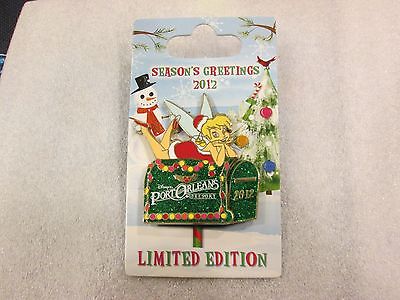 SEASON'S GREETINGS
2012
Disney's
PORT ORLEANS
RESORT
2012
LIMITED EDITION